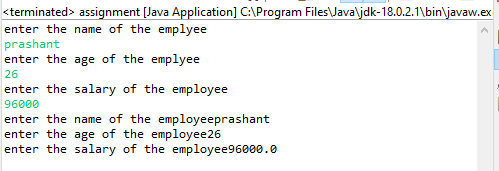 <terminated> assignment [Java Application] C:\Program Files\Java\jdk-18.0.2.1\bin\javaw.ex
enter the name of the emplyee
prashant
enter the age of the emplyee
26
enter the salary of the employee
96000
enter the name of the employeeprashant
enter the age of the employee26
enter the salary of the employee96000.0